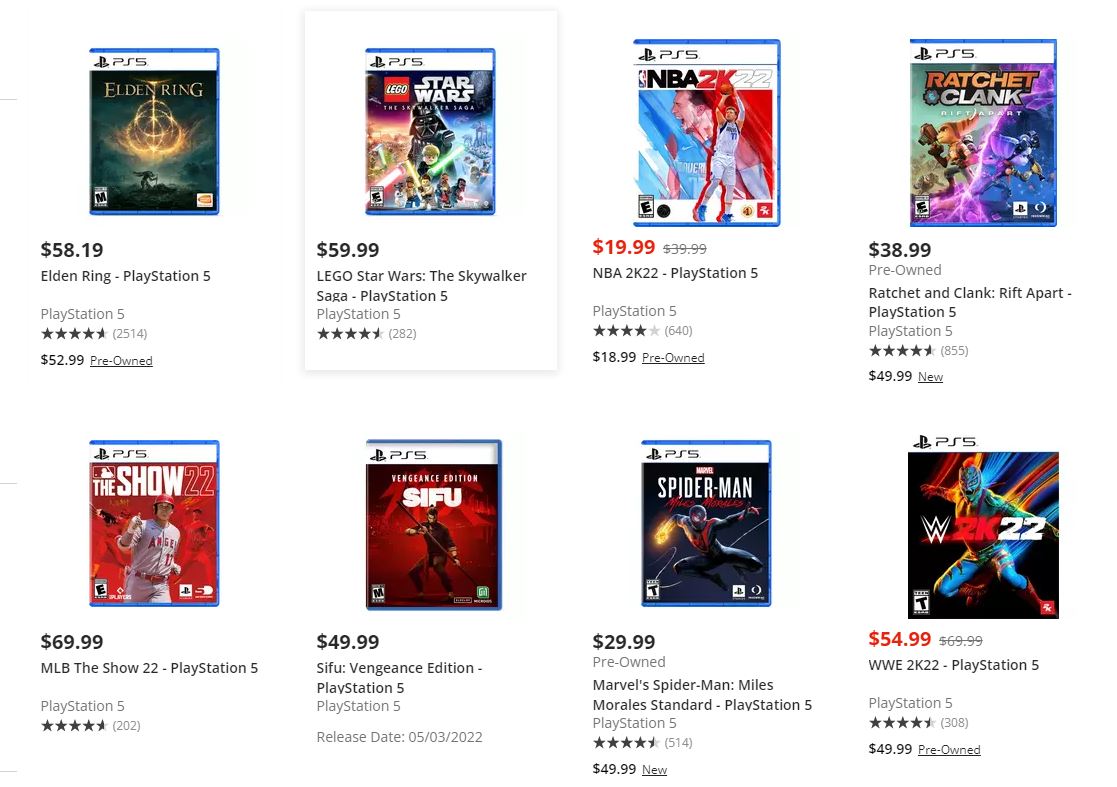 PS5
ELDEN RING
$58.19
Elden Ring - PlayStation 5
PlayStation 5
(2514)
$52.99 Pre-Owned
PS5
LEGO STAR WARS
THE SKYWALKER SAGA
$59.99
LEGO Star Wars: The Skywalker
Saga - PlayStation 5
PlayStation 5
(282)
PS5
NBA 2K22
$19.99 $39.99
NBA 2K22 - PlayStation 5
PlayStation 5
(640)
$18.99 Pre-Owned
PS5
RATCHET
CLANK
RIFT APART
$38.99
Pre-Owned
Ratchet and Clank: Rift Apart -
PlayStation 5
PlayStation 5
(855)
$49.99 New
PS5
THE SHOW 22
ANGE
$69.99
MLB The Show 22 - PlayStation 5
PlayStation 5
(202)
PS5
VENGEANCE EDITION
SIFU
$49.99
Sifu: Vengeance Edition -
PlayStation 5
PlayStation 5
Release Date: 05/03/2022
PS5
MARVEL
SPIDER-MAN
Miles Morales
$29.99
Pre-Owned
Marvel's Spider-Man: Miles
Morales Standard - PlayStation 5
PlayStation 5
(514)
$49.99 New
PS5
W 2K22
$54.99 $69.99
WWE 2K22 - PlayStation 5
PlayStation 5
(308)
$49.99 Pre-Owned